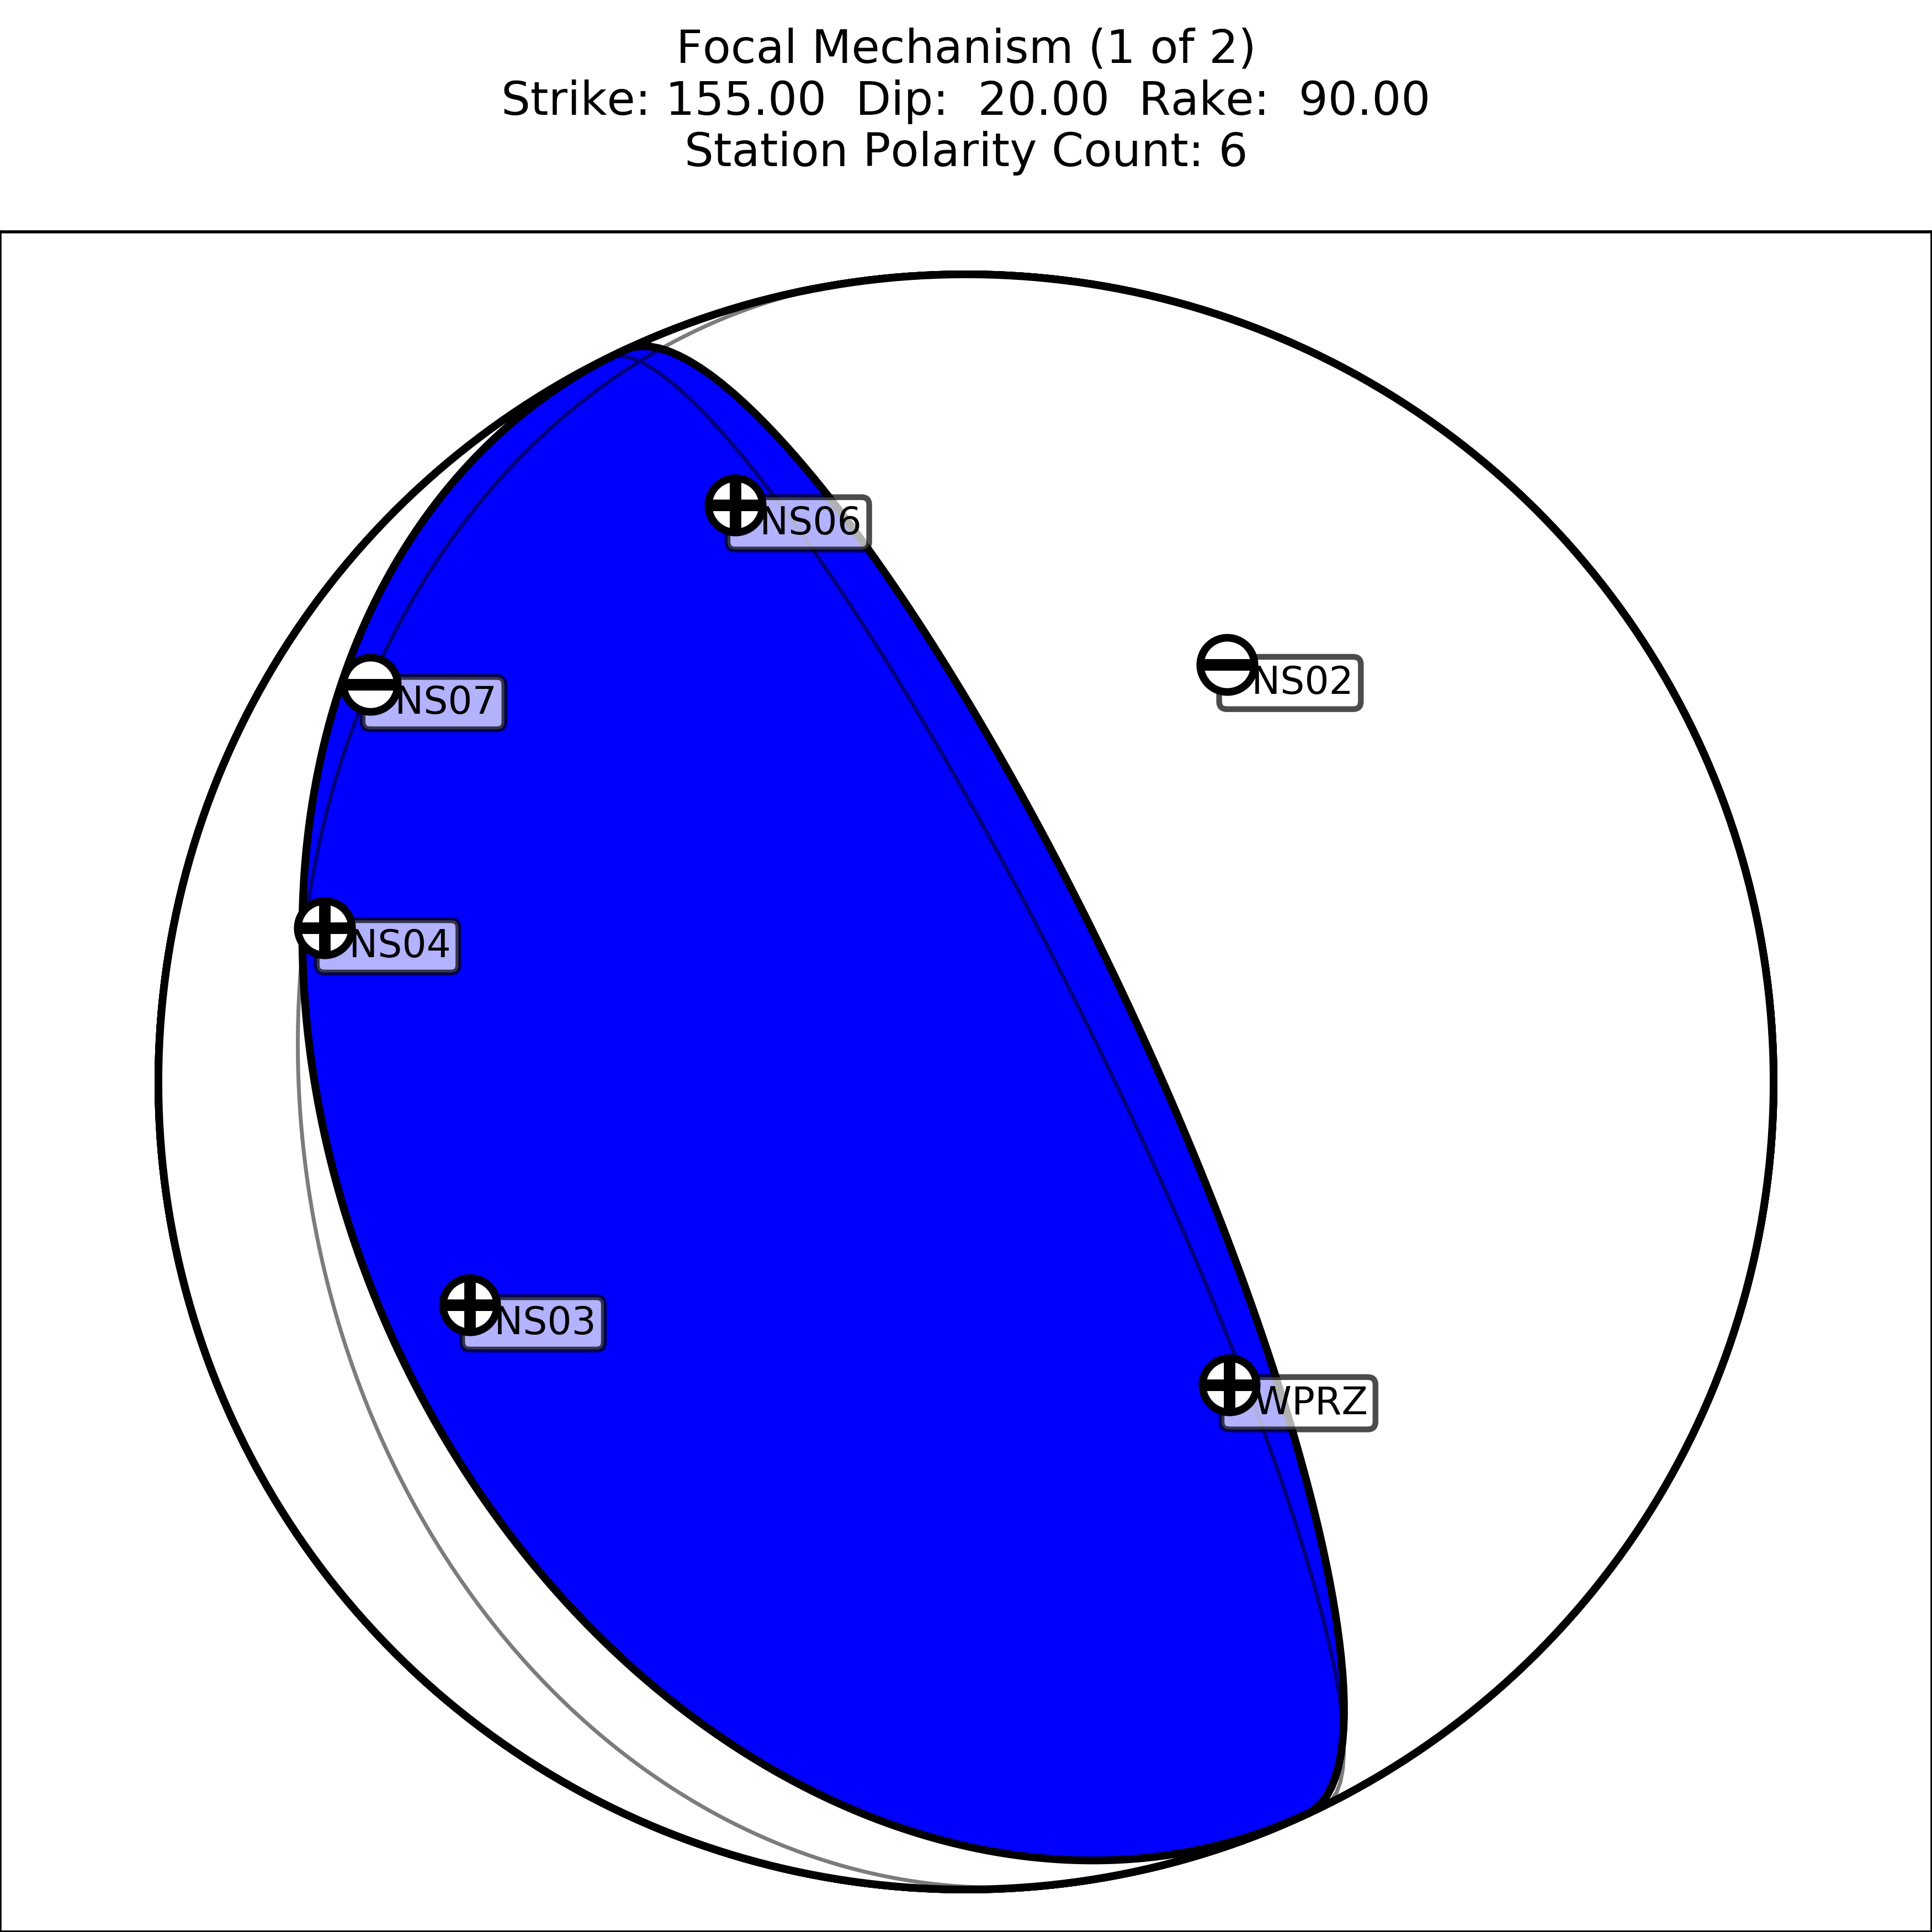 Focal Mechanism (1 of 2)
Strike: 155.00 Dip: 20.00 Rake: 90.00
Station Polarity Count: 6
NS06
NS02
NS07
NS04
NS03
WPRZ